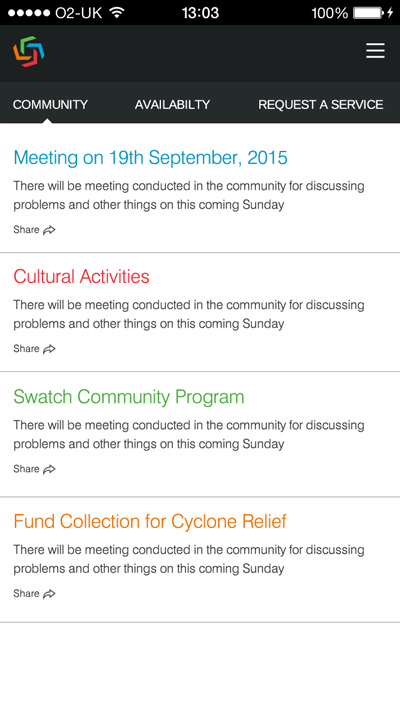 O2-UK 13:03 100%
COMMUNITY AVAILABILTY REQUEST A SERVICE
Meeting on 19th September, 2015
There will be meeting conducted in the community for discussing
problems and other things on this coming Sunday
Share
Cultural Activities
There will be meeting conducted in the community for discussing
problems and other things on this coming Sunday
Share
Swatch Community Program
There will be meeting conducted in the community for discussing
problems and other things on this coming Sunday
Share
Fund Collection for Cyclone Relief
There will be meeting conducted in the community for discussing
problems and other things on this coming Sunday
Share